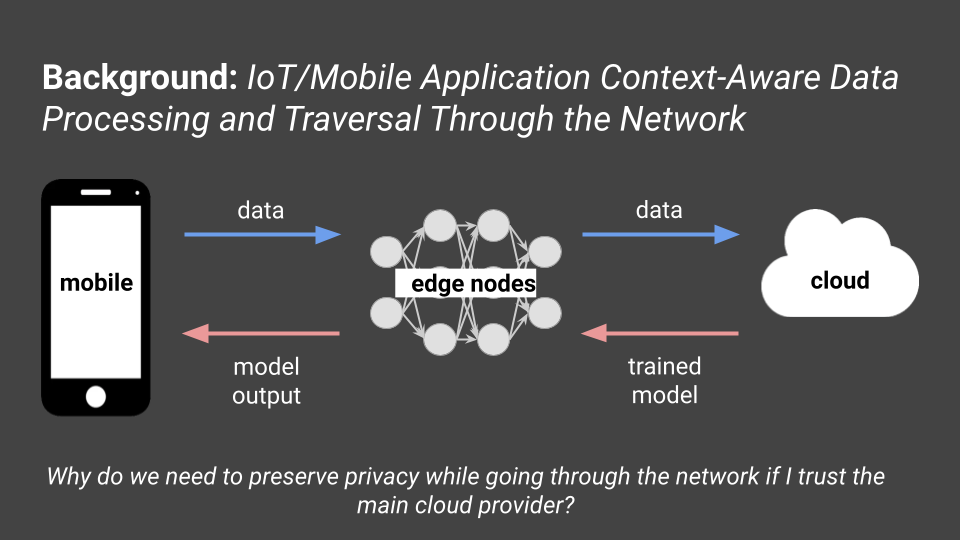 Background: IoT/Mobile Application Context-Aware Data
Processing and Traversal Through the Network
data
data
mobile
edge nodes
cloud
model
output
trained
model
Why do we need to preserve privacy while going through the network if I trust the
main cloud provider?